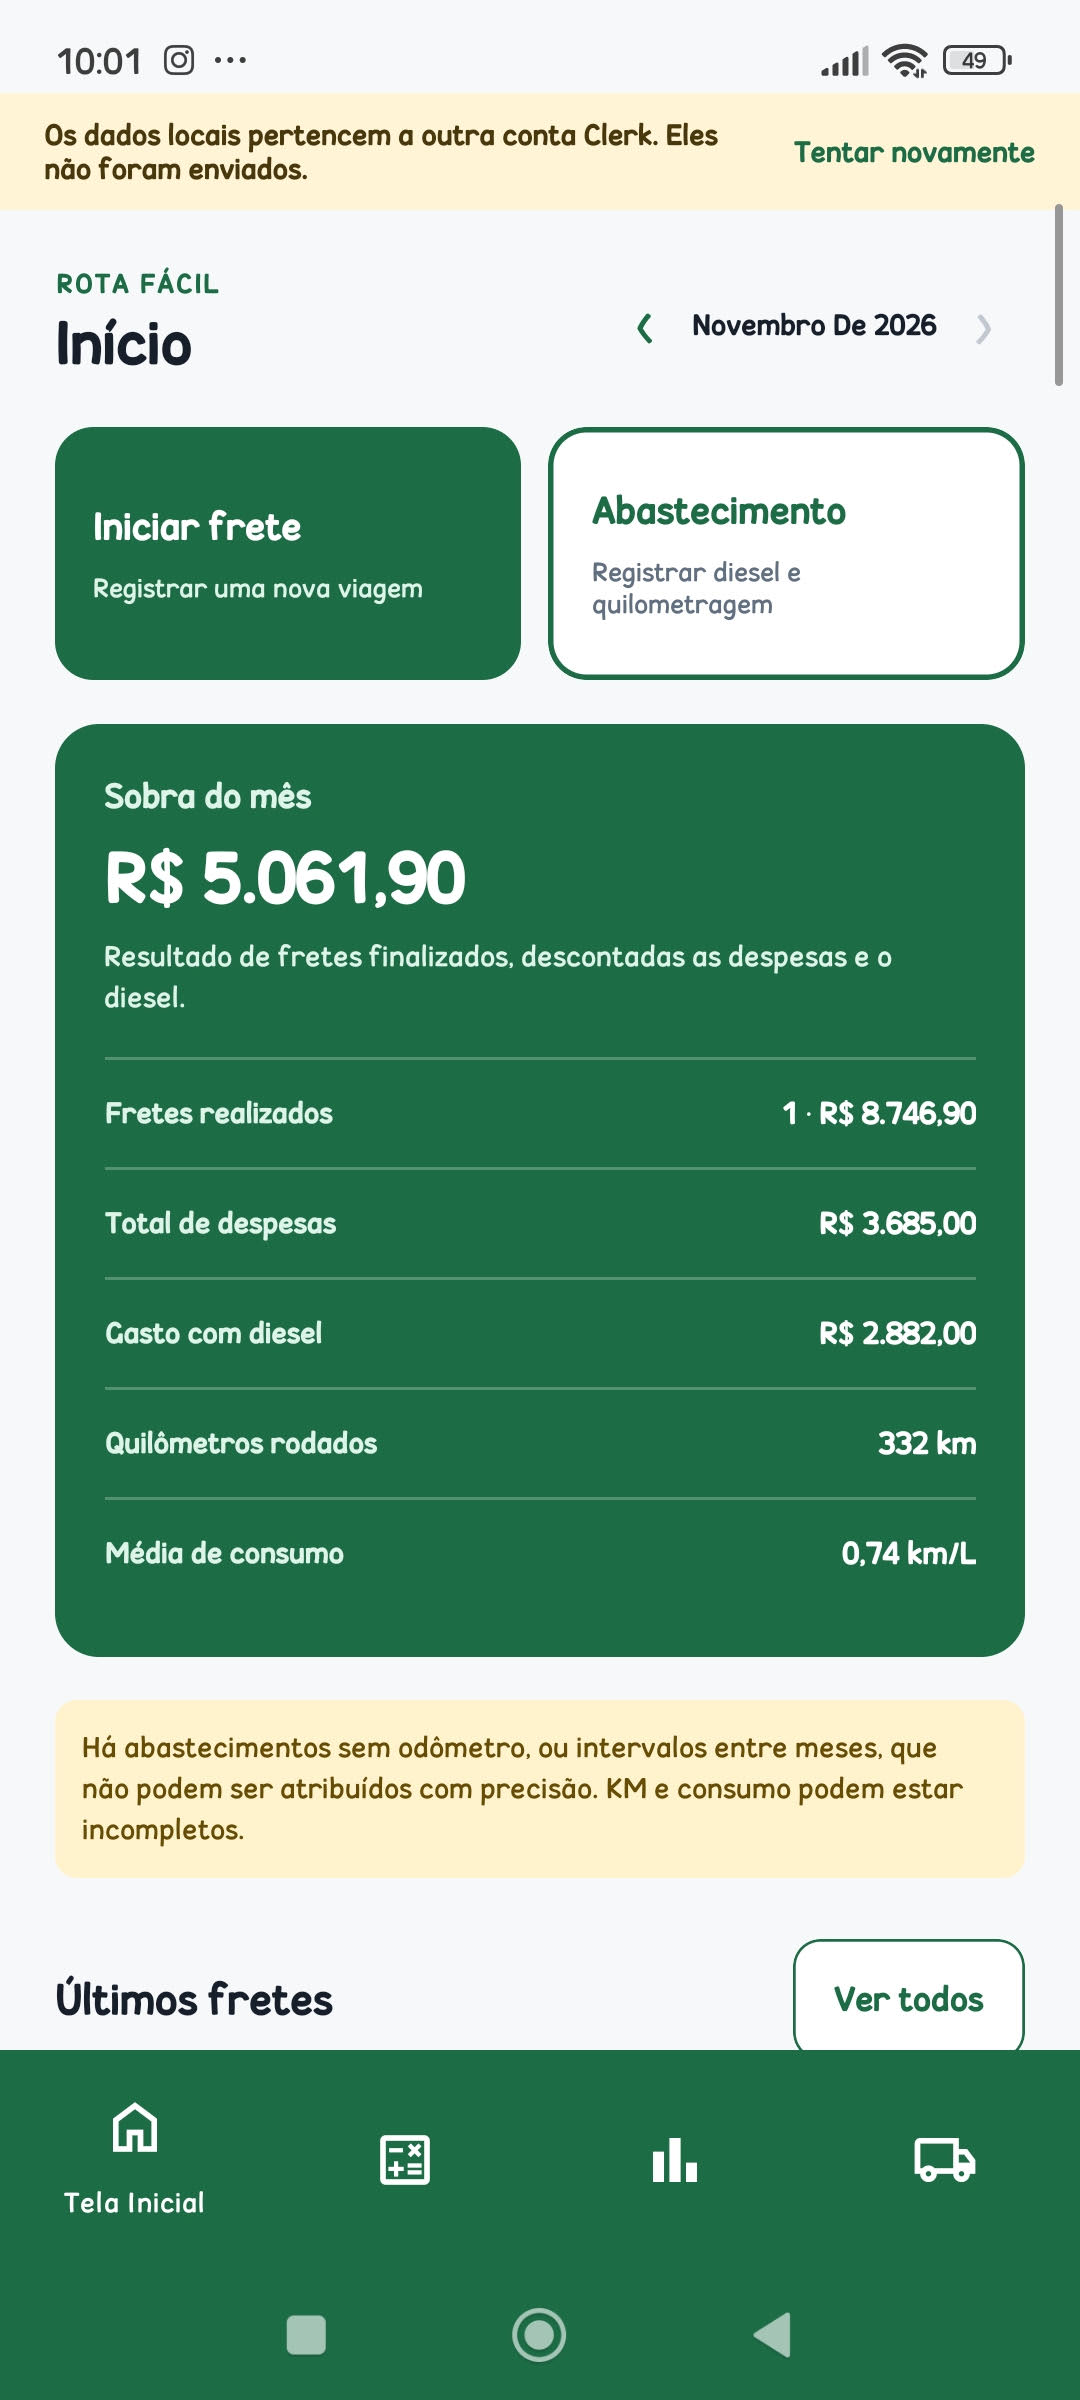 10:01
49
Os dados locais pertencem a outra conta Clerk. Eles
não foram enviados.
Tentar novamente
ROTA FÁCIL
Início
Novembro De 2026
Iniciar frete
Registrar uma nova viagem
Abastecimento
Registrar diesel e
quilometragem
Sobra do mês
R$ 5.061,90
Resultado de fretes finalizados, descontadas as despesas e o
diesel.
Fretes realizados 1 · R$ 8.746,90
Total de despesas R$ 3.685,00
Gasto com diesel R$ 2.882,00
Quilômetros rodados 332 km
Média de consumo 0,74 km/L
Há abastecimentos sem odômetro, ou intervalos entre meses, que
não podem ser atribuídos com precisão. KM e consumo podem estar
incompletos.
Últimos fretes
Ver todos
Tela Inicial